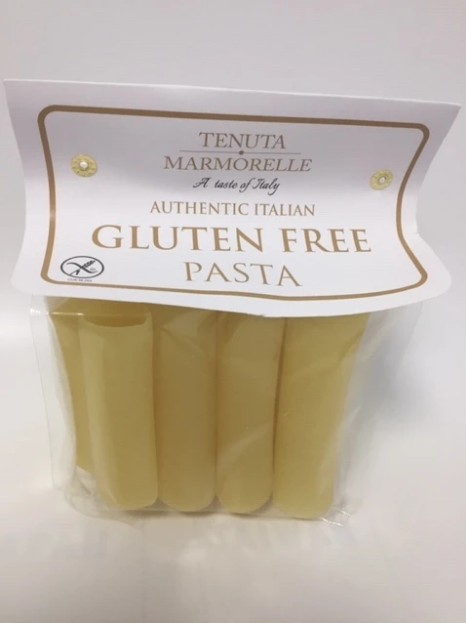 TENUTA
MARMORELLE
A taste of Italy
AUTHENTIC ITALIAN
GLUTEN FREE
PASTA